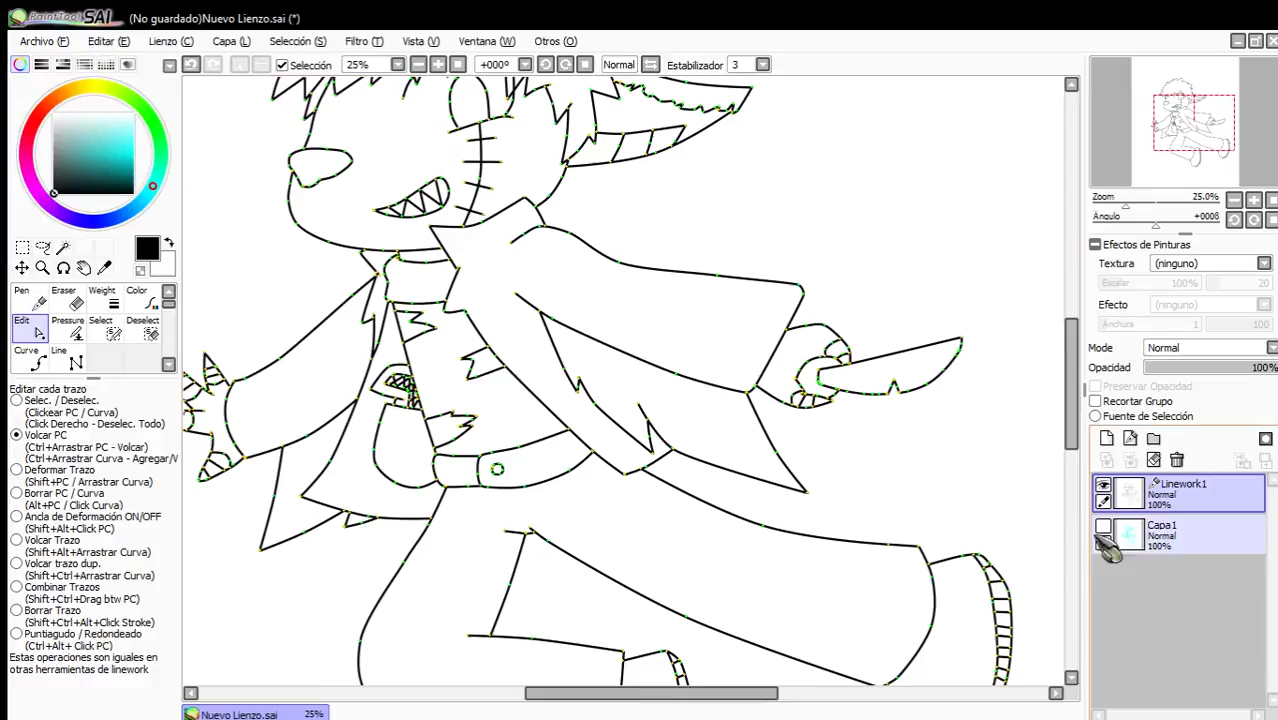 PaintTool SAI (No guardado)Nuevo Lienzo.sai (*)
Archivo (F) Editar (E) Lienzo (C) Capa (L) Selección (S) Filtro (T) Vista (V) Ventana (W) Otros (O)
Selección 25% +000º Normal Estabilizador 3
Zoom 25.0%
Ángulo +000ß
Efectos de Pinturas
Textura (ninguno)
Escalar 100% 20
Efecto (ninguno)
Anchura 1 100
Mode Normal
Opacidad 100%
Preservar Opacidad
Recortar Grupo
Fuente de Selección
Linework1
Normal
100%
Capa1
Normal
100%
Pen Eraser Weight Color
Edit Pressure Select Deselect
Curve Line
Editar cada trazo
Selec. / Deselec.
(Clickear PC / Curva)
(Click Derecho - Deselec. Todo)
Volcar PC
(Ctrl+Arrastrar PC - Volcar)
(Ctrl+Arrastrar Curva - Agregar/V
Deformar Trazo
(Shift+PC / Arrastrar Curva)
Borrar PC / Curva
(Alt+PC / Click Curva)
Ancla de Deformación ON/OFF
(Shift+Alt+Click PC)
Volcar Trazo
(Shift+Alt+Arrastrar Curva)
Volcar trazo dup.
(Shift+Ctrl+Arrastrar Curva)
Combinar Trazos
(Shift+Ctrl+Drag btw PC)
Borrar Trazo
(Shift+Ctrl+Alt+Click Stroke)
Puntiagudo / Redondeado
(Ctrl+Alt+ Click PC)
Estas operaciones son iguales en
otras herramientas de linework
Nuevo Lienzo.sai 25%